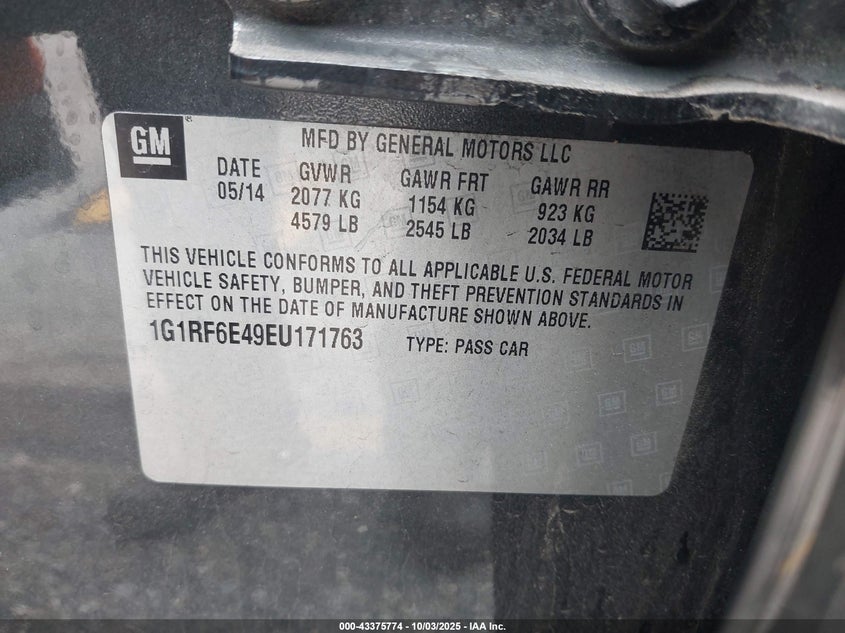 GM
MFD BY GENERAL MOTORS LLC
DATE GVWR GAWR FRT GAWR RR
05/14 2077 KG 1154 KG 923 KG
4579 LB 2545 LB 2034 LB
THIS VEHICLE CONFORMS TO ALL APPLICABLE U.S. FEDERAL MOTOR
VEHICLE SAFETY, BUMPER, AND THEFT PREVENTION STANDARDS IN
EFFECT ON THE DATE OF MANUFACTURE SHOWN ABOVE.
1G1RF6E49EU171763 TYPE: PASS CAR
000-43375774 - 10/03/2025 - IAA Inc.